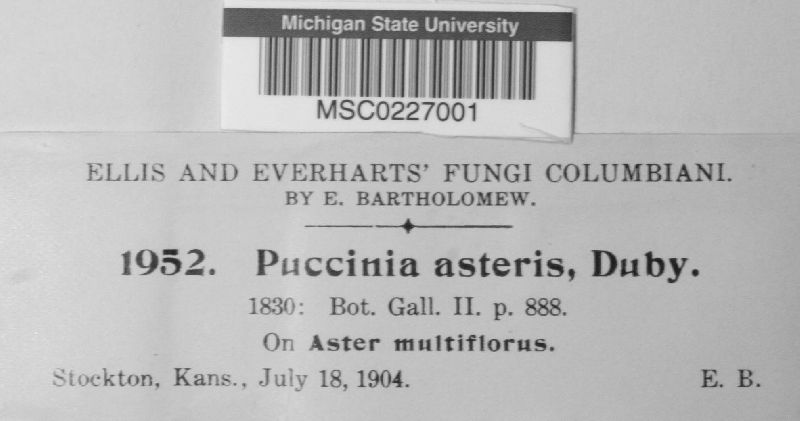 Michigan State University
MSC0227001
ELLIS AND EVERHARTS' FUNGI COLUMBIANI.
BY E. BARTHOLOMEW.
1952. Puccinia asteris, Duby.
1830: Bot. Gall. II. p. 888.
On Aster multiflorus.
Stockton, Kans., July 18, 1904. E. B.